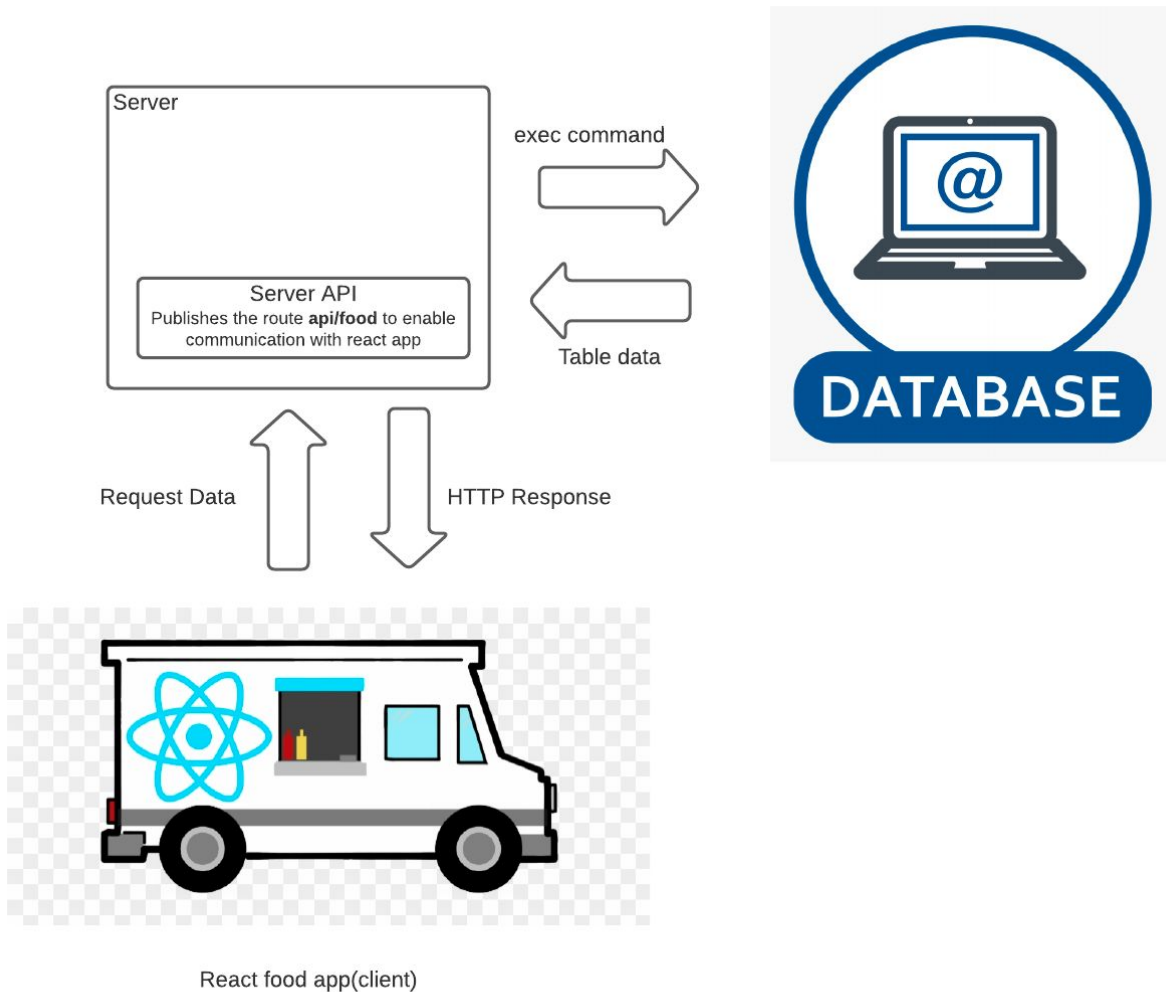 Server
exec command
@
Server API
Publishes the route api/food to enable
communication with react app
Table data
DATABASE
Request Data
HTTP Response
React food app(client)